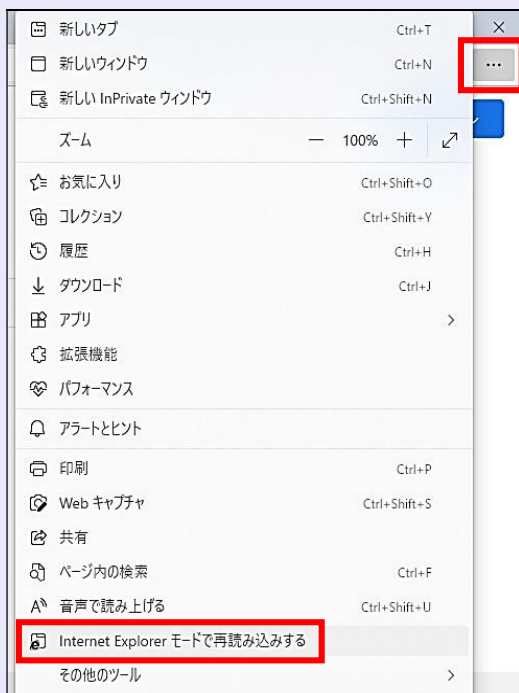 新しいタブ Ctrl+T
新しいウィンドウ Ctrl+N
新しい InPrivate ウィンドウ Ctrl+Shift+N
ズーム — 100% +
お気に入り Ctrl+Shift+O
コレクション Ctrl+Shift+Y
履歴 Ctrl+H
ダウンロード Ctrl+J
アプリ
拡張機能
パフォーマンス
アラートとヒント
印刷 Ctrl+P
Web キャプチャ Ctrl+Shift+S
共有
ページ内の検索 Ctrl+F
音声で読み上げる Ctrl+Shift+U
Internet Explorer モードで再読み込みする
その他のツール